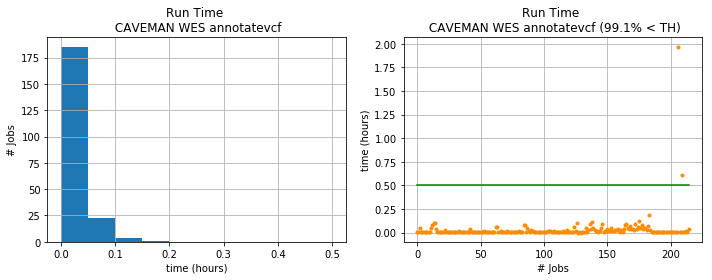 Run Time
CAVEMAN WES annotatevcf
# Jobs
175
150
125
100
75
50
25
0
0.0 0.1 0.2 0.3 0.4 0.5
time (hours)
Run Time
CAVEMAN WES annotatevcf (99.1% < TH)
time (hours)
2.00
1.75
1.50
1.25
1.00
0.75
0.50
0.25
0.00
0 50 100 150 200
# Jobs